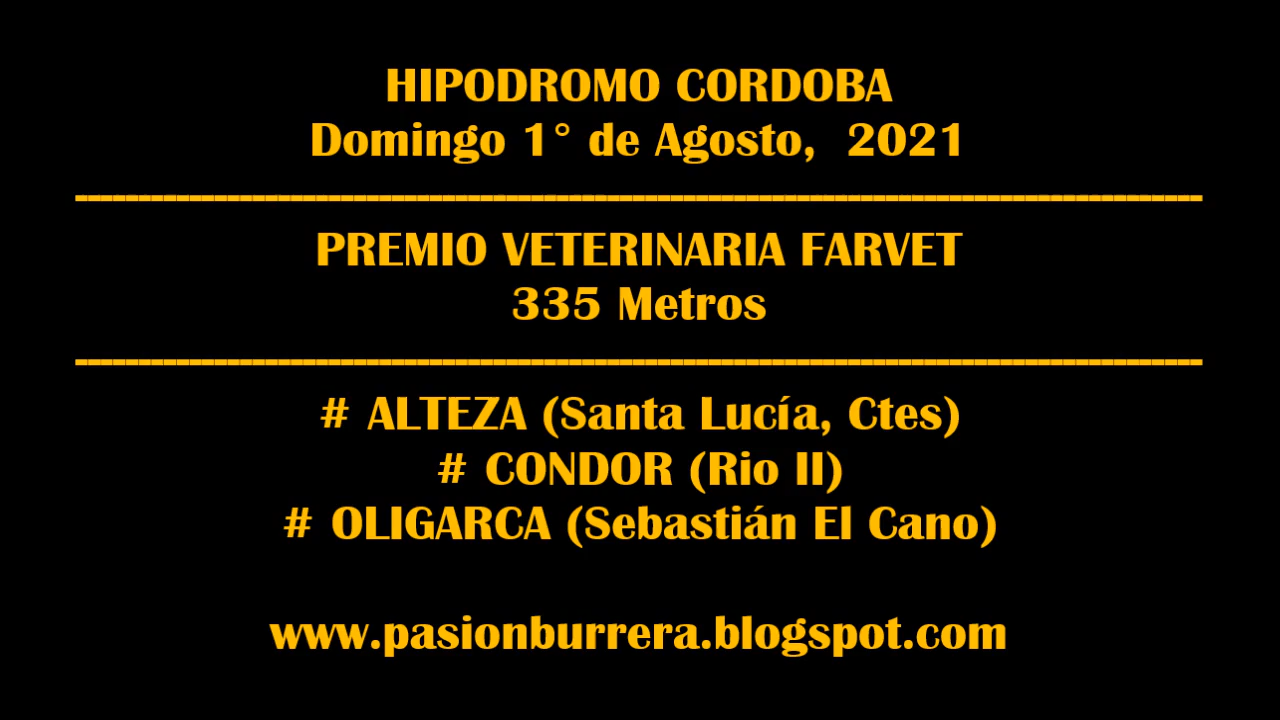 HIPODROMO CORDOBA
Domingo 1° de Agosto, 2021
PREMIO VETERINARIA FARVET
335 Metros
# ALTEZA (Santa Lucía, Ctes)
# CONDOR (Rio II)
# OLIGARCA (Sebastián El Cano)
www.pasionburrera.blogspot.com